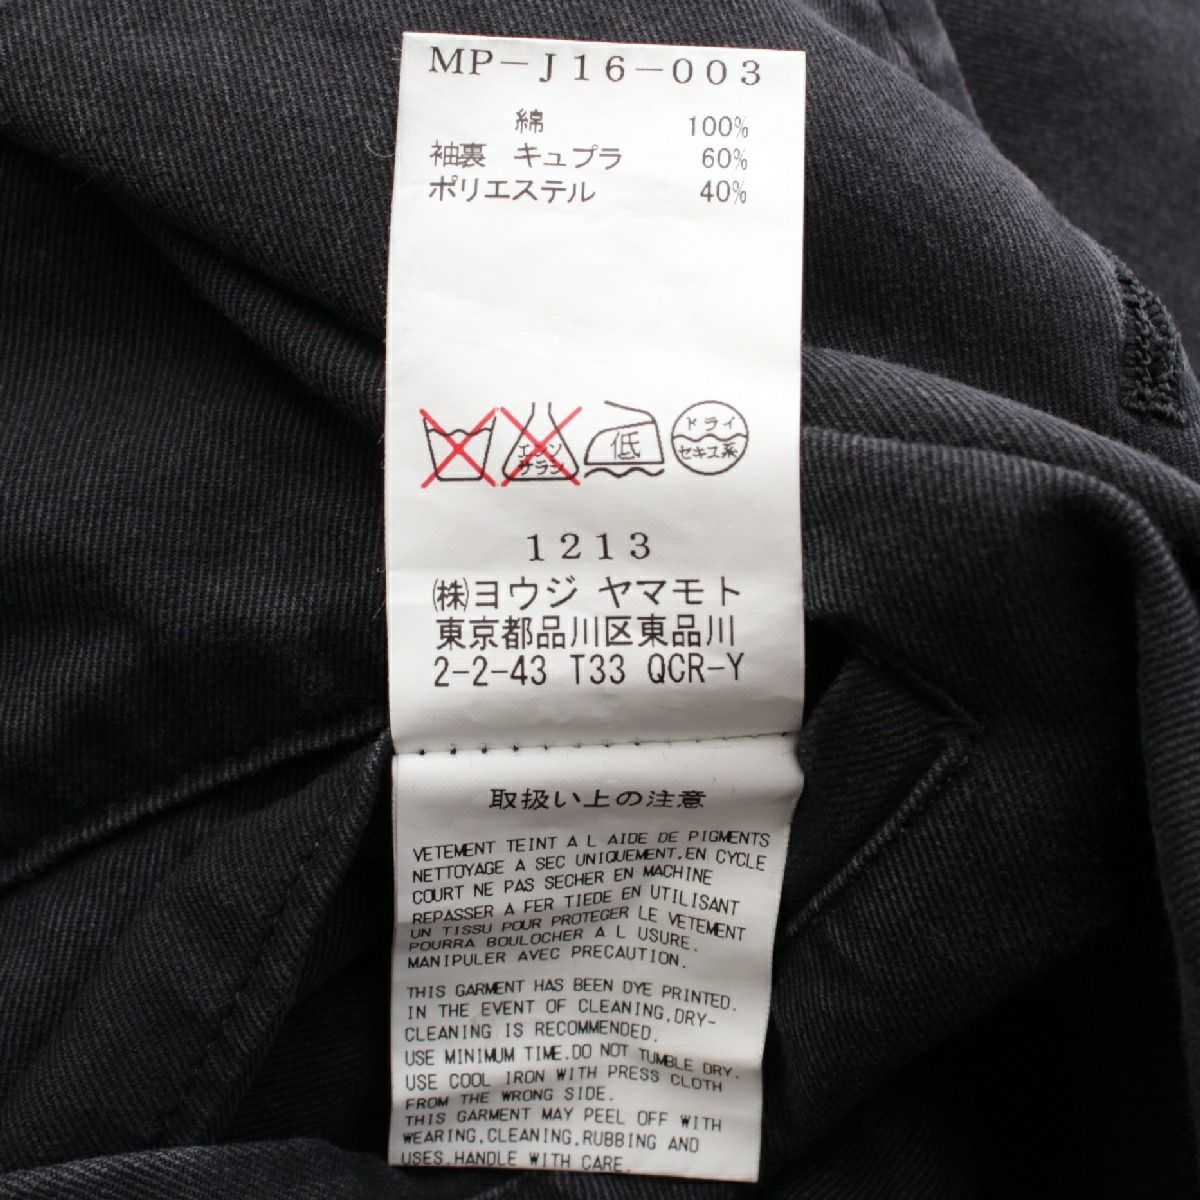 MP-J16-003
綿 100%
袖裏 キュプラ 60%
ポリエステル 40%
エンソ サラシ
低
ドライ
セキユ系
1213
㈱ヨウジ ヤマモト
東京都品川区東品川
2-2-43 T33 QCR-Y
取扱い上の注意
VETEMENT TEINT A L AIDE DE PIGMENTS
NETTOYAGE A SEC UNIQUEMENT.EN CYCLE
COURT NE PAS SECHER EN MACHINE
REPASSER A FER TIEDE EN UTILISANT
UN TISSU POUR PROTEGER LE VETEMENT
POURRA BOULOCHER A L USURE.
MANIPULER AVEC PRECAUTION.
THIS GARMENT HAS BEEN DYE PRINTED.
IN THE EVENT OF CLEANING,DRY-
CLEANING IS RECOMMENDED.
USE MINIMUM TIME.DO NOT TUMBLE DRY.
USE COOL IRON WITH PRESS CLOTH
FROM THE WRONG SIDE.
THIS GARMENT MAY PEEL OFF WITH
WEARING,CLEANING,RUBBING AND
USES.HANDLE WITH CARE.